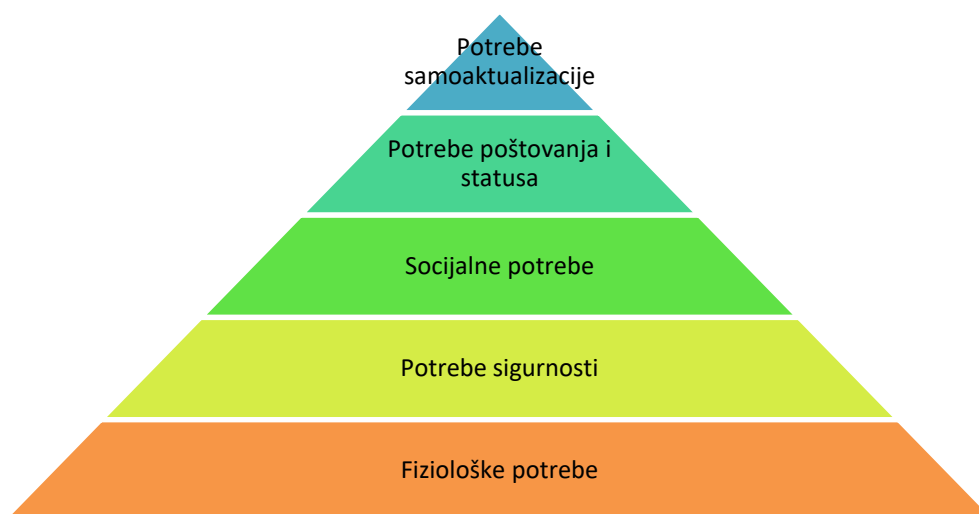 Potrebe
samoaktualizacije
Potrebe poštovanja i
statusa
Socijalne potrebe
Potrebe sigurnosti
Fiziološke potrebe